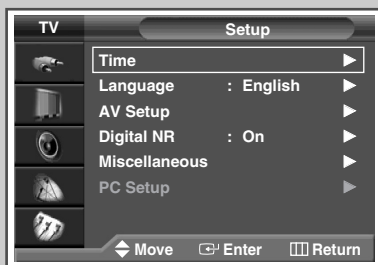 TV Setup
Time
Language : English
AV Setup
Digital NR : On
Miscellaneous
PC Setup
Move Enter Return